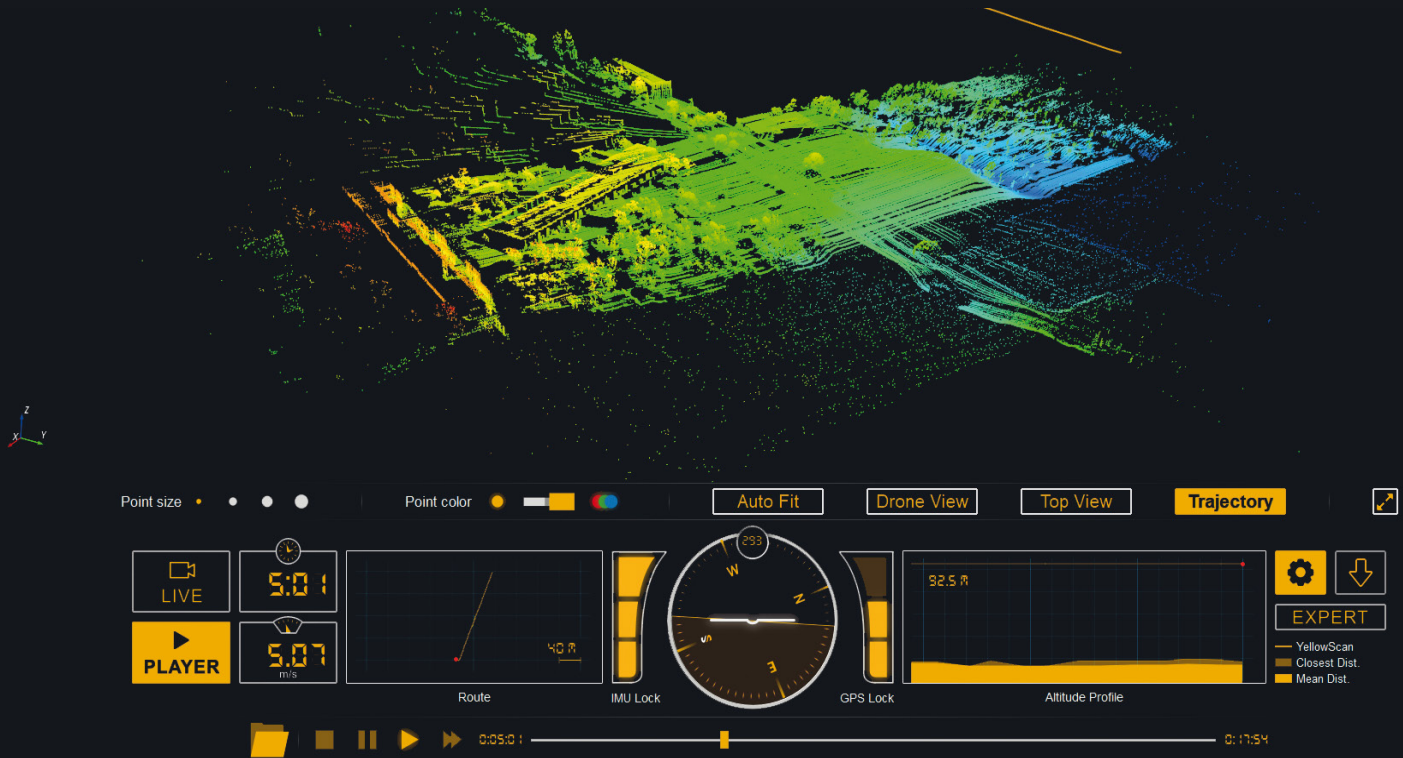 Z
X Y
Point size
Point color
Auto Fit
Drone View
Top View
Trajectory
LIVE
5:01
PLAYER
5.07
m/s
40 m
Route
IMU Lock
293
W
N
S
E
GPS Lock
92.5 m
Altitude Profile
EXPERT
YellowScan
Closest Dist.
Mean Dist.
0:05:01
0:17:54